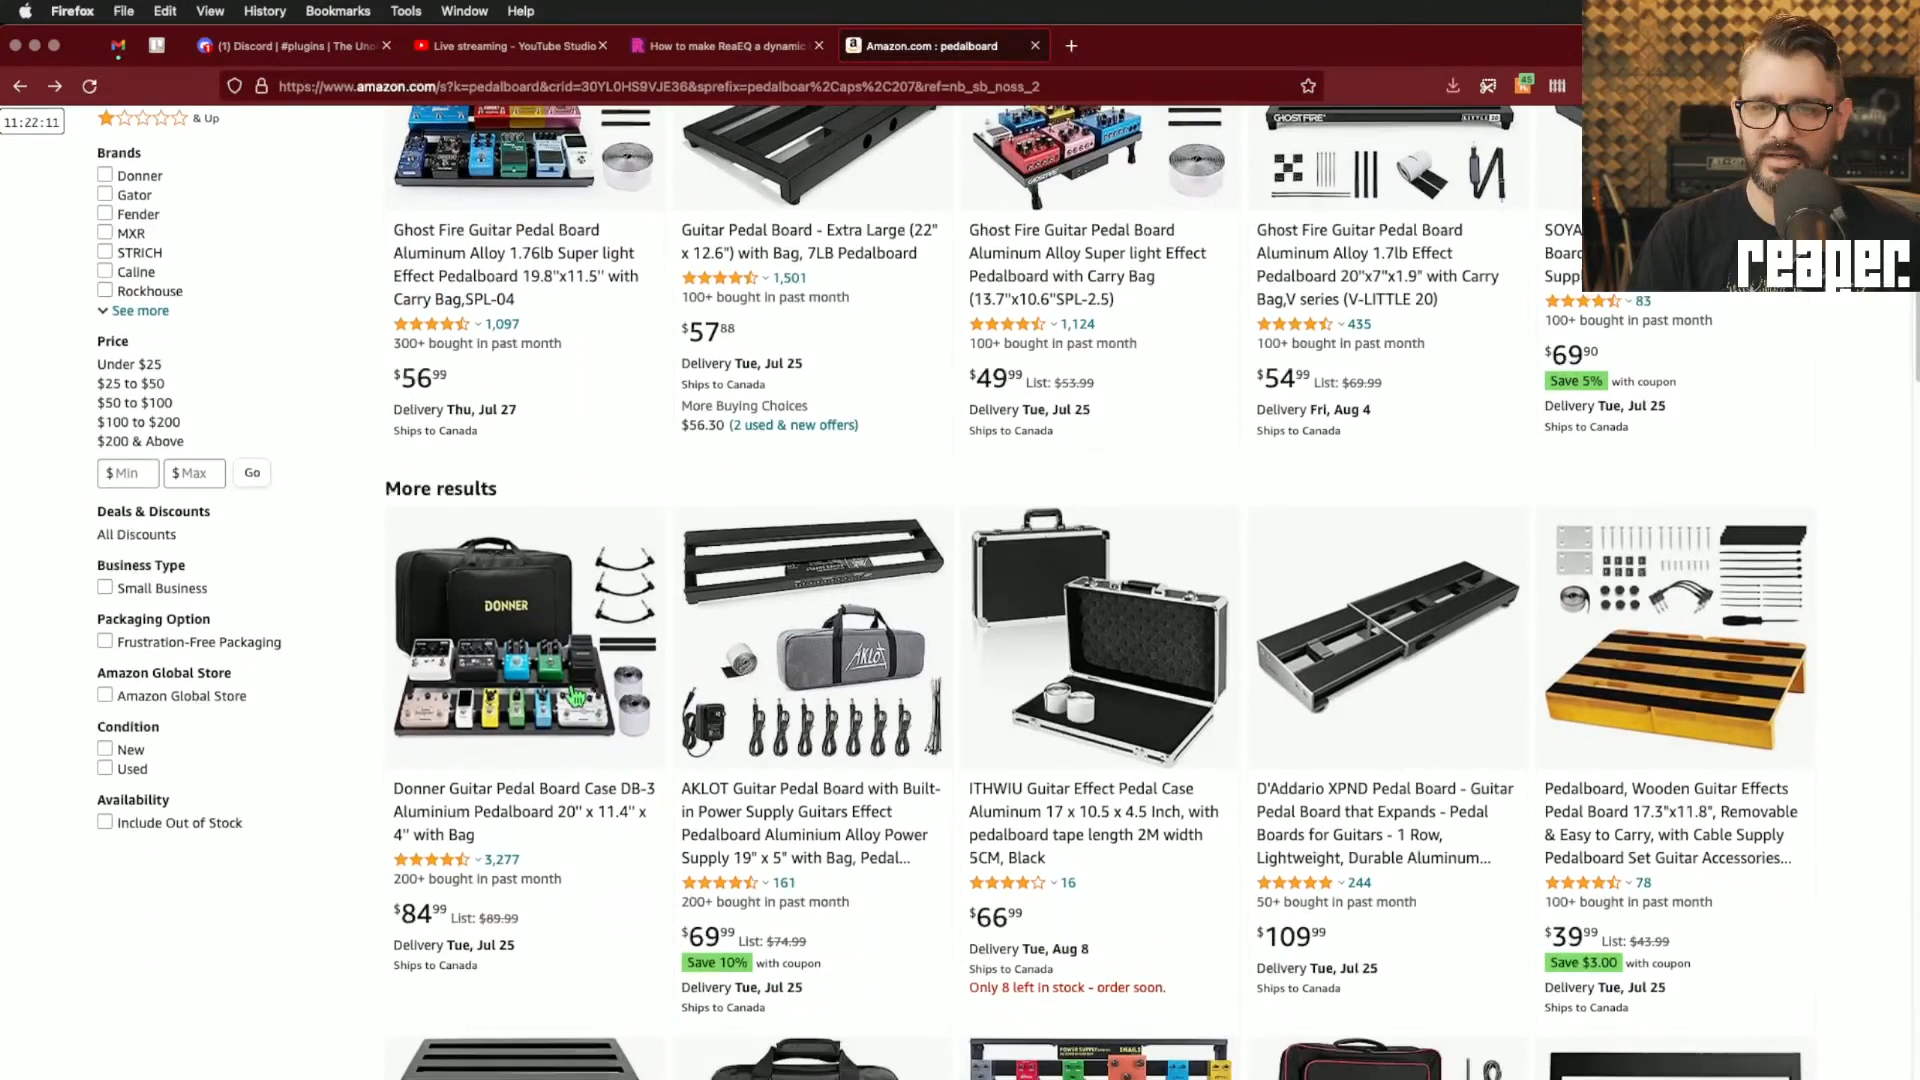 Firefox File Edit View History Bookmarks Tools Window Help
(1) Discord | #plugins | The Uno
Live streaming - YouTube Studio
How to make ReaEQ a dynamic
Amazon.com : pedalboard
https://www.amazon.com/s?k=pedalboard&crid=30YL0HS9VJE36&sprefix=pedalboar%2Caps%2C207&ref=nb_sb_noss_2
45
11:22:11
& Up
Brands
Donner
Gator
Fender
MXR
STRICH
Caline
Rockhouse
See more
Price
Under $25
$25 to $50
$50 to $100
$100 to $200
$200 & Above
$ Min
$ Max
Go
Deals & Discounts
All Discounts
Business Type
Small Business
Packaging Option
Frustration-Free Packaging
Amazon Global Store
Amazon Global Store
Condition
New
Used
Availability
Include Out of Stock
Ghost Fire Guitar Pedal Board
Aluminum Alloy 1.76lb Super light
Effect Pedalboard 19.8''x11.5'' with
Carry Bag,SPL-04
1,097
300+ bought in past month
$56.99
Delivery Thu, Jul 27
Ships to Canada
Guitar Pedal Board - Extra Large (22"
x 12.6") with Bag, 7LB Pedalboard
1,501
100+ bought in past month
$57.88
Delivery Tue, Jul 25
Ships to Canada
More Buying Choices
$56.30 (2 used & new offers)
GHOSTFIRE
Ghost Fire Guitar Pedal Board
Aluminum Alloy Super light Effect
Pedalboard with Carry Bag
(13.7"x10.6"SPL-2.5)
1,124
100+ bought in past month
$49.99 List: $53.99
Delivery Tue, Jul 25
Ships to Canada
GHOSTFIRE
LITTLE 20
Ghost Fire Guitar Pedal Board
Aluminum Alloy 1.7lb Effect
Pedalboard 20"x7"x1.9" with Carry
Bag,V series (V-LITTLE 20)
435
100+ bought in past month
$54.99 List: $69.99
Delivery Fri, Aug 4
Ships to Canada
SOYA
Board
Suppl
83
100+ bought in past month
$69.90
Save 5% with coupon
Delivery Tue, Jul 25
Ships to Canada
reaper.
More results
DONNER
Donner Guitar Pedal Board Case DB-3
Aluminium Pedalboard 20'' x 11.4'' x
4'' with Bag
3,277
200+ bought in past month
$84.99 List: $89.99
Delivery Tue, Jul 25
Ships to Canada
AKLOT
AKLOT Guitar Pedal Board with Built-
in Power Supply Guitars Effect
Pedalboard Aluminium Alloy Power
Supply 19" x 5" with Bag, Pedal...
161
200+ bought in past month
$69.99 List: $74.99
Save 10% with coupon
Delivery Tue, Jul 25
Ships to Canada
ITHWIU Guitar Effect Pedal Case
Aluminum 17 x 10.5 x 4.5 Inch, with
pedalboard tape length 2M width
5CM, Black
16
$66.99
Delivery Tue, Aug 8
Ships to Canada
Only 8 left in stock - order soon.
D'Addario XPND Pedal Board - Guitar
Pedal Board that Expands - Pedal
Boards for Guitars - 1 Row,
Lightweight, Durable Aluminum...
244
50+ bought in past month
$109.99
Delivery Tue, Jul 25
Ships to Canada
Pedalboard, Wooden Guitar Effects
Pedal Board 17.3"x11.8", Removable
& Easy to Carry, with Cable Supply
Pedalboard Set Guitar Accessories...
78
100+ bought in past month
$39.99 List: $43.99
Save $3.00 with coupon
Delivery Tue, Jul 25
Ships to Canada